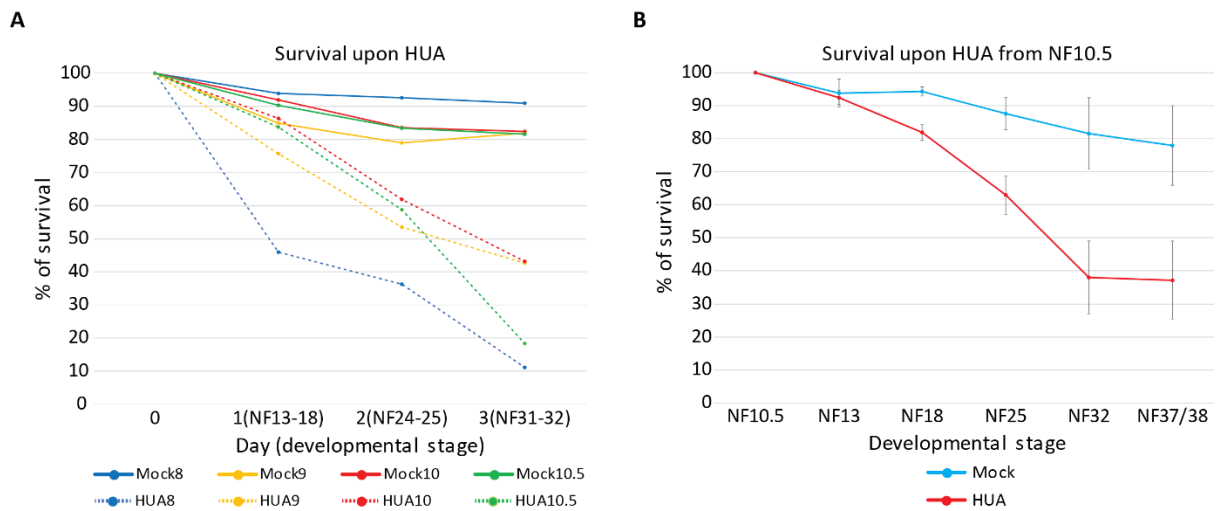 A
Survival upon HUA
% of survival
100
90
80
70
60
50
40
30
20
10
0
0 1(NF13-18) 2(NF24-25) 3(NF31-32)
Day (developmental stage)
Mock8 Mock9 Mock10 Mock10.5
HUA8 HUA9 HUA10 HUA10.5
B
Survival upon HUA from NF10.5
% of survival
100
90
80
70
60
50
40
30
20
10
0
NF10.5 NF13 NF18 NF25 NF32 NF37/38
Developmental stage
Mock
HUA